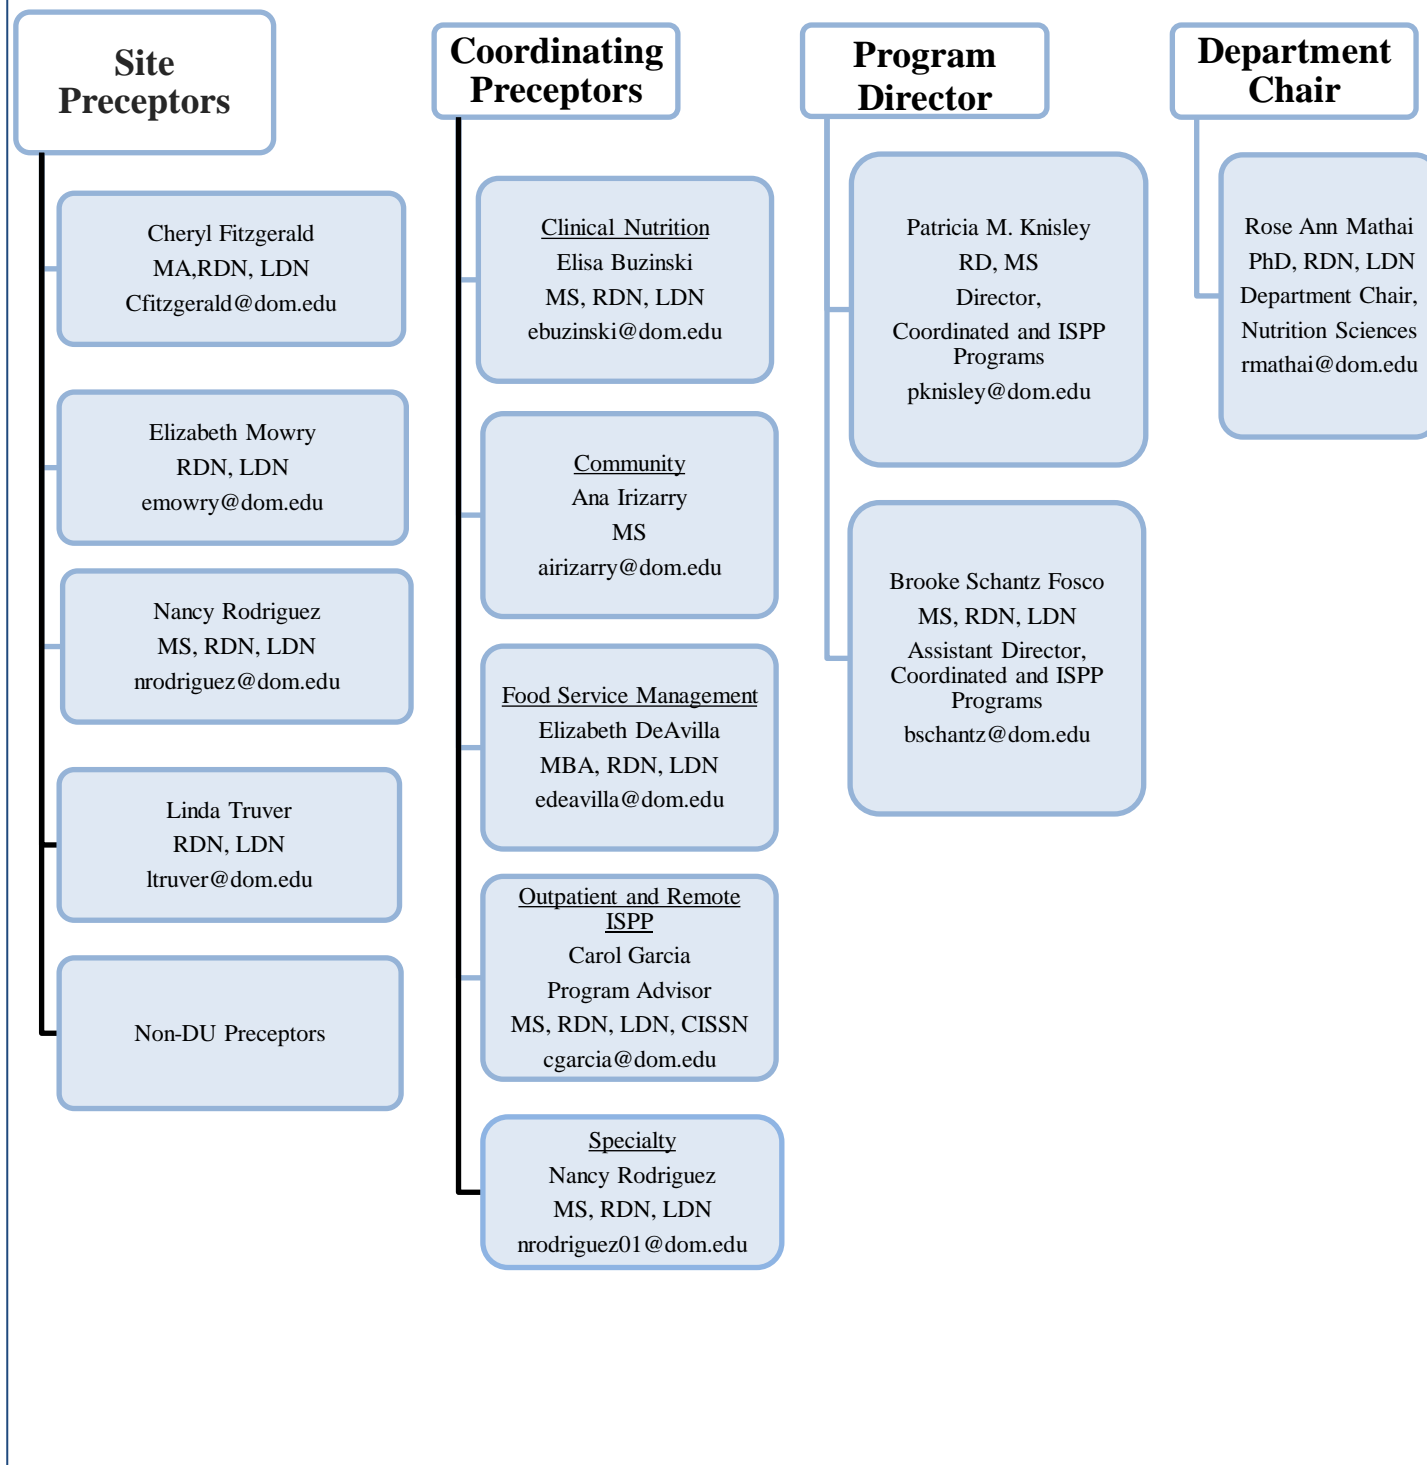 Site
Preceptors
Cheryl Fitzgerald
MA,RDN, LDN
Cfitzgerald@dom.edu
Elizabeth Mowry
RDN, LDN
emowry@dom.edu
Nancy Rodriguez
MS, RDN, LDN
nrodriguez@dom.edu
Linda Truver
RDN, LDN
ltruver@dom.edu
Non-DU Preceptors
Coordinating
Preceptors
Clinical Nutrition
Elisa Buzinski
MS, RDN, LDN
ebuzinski@dom.edu
Community
Ana Irizarry
MS
airizarry@dom.edu
Food Service Management
Elizabeth DeAvilla
MBA, RDN, LDN
edeavilla@dom.edu
Outpatient and Remote
ISPP
Carol Garcia
Program Advisor
MS, RDN, LDN, CISSN
cgarcia@dom.edu
Specialty
Nancy Rodriguez
MS, RDN, LDN
nrodriguez01@dom.edu
Program
Director
Patricia M. Knisley
RD, MS
Director,
Coordinated and ISPP
Programs
pknisley@dom.edu
Brooke Schantz Fosco
MS, RDN, LDN
Assistant Director,
Coordinated and ISPP
Programs
bschantz@dom.edu
Department
Chair
Rose Ann Mathai
PhD, RDN, LDN
Department Chair,
Nutrition Sciences
rmathai@dom.edu